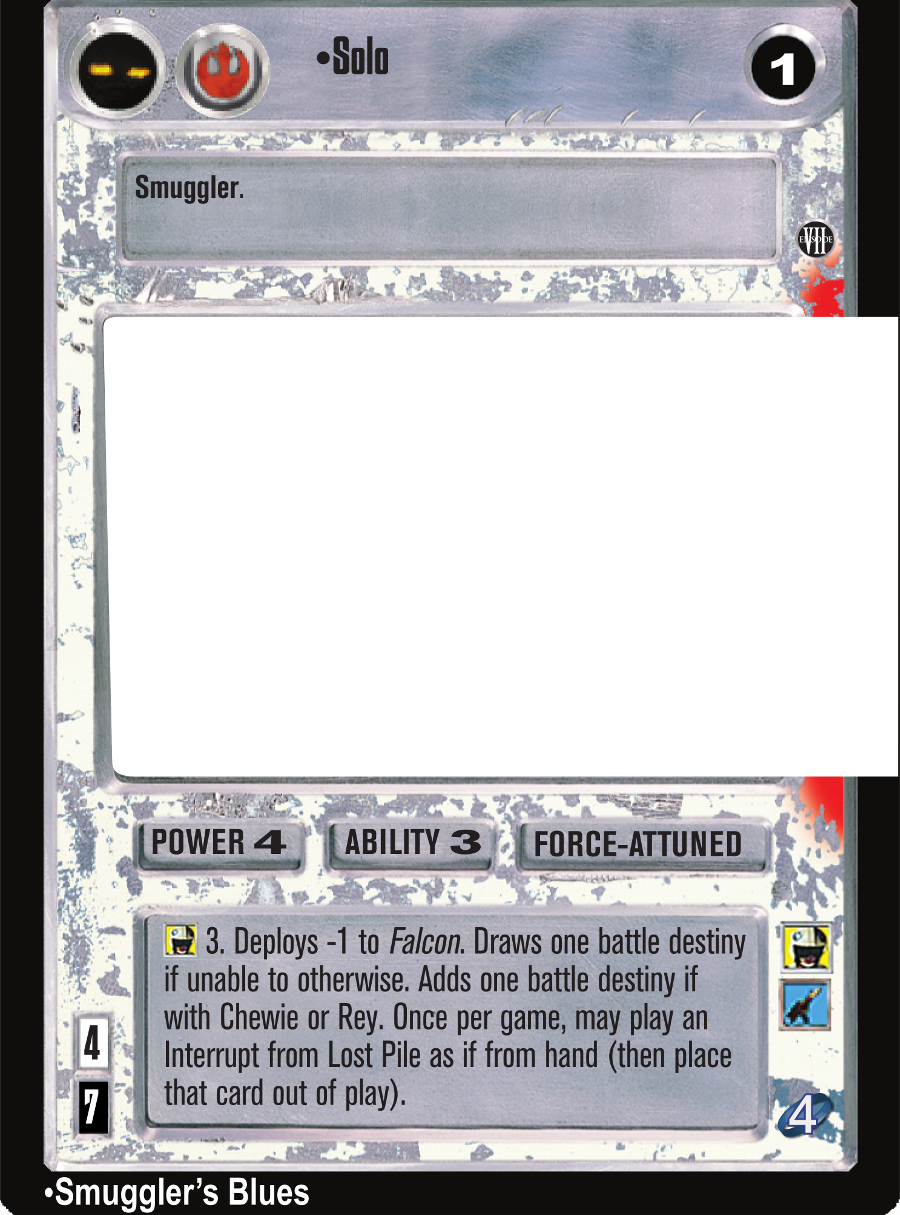 •Solo
1
Smuggler.
EPISODE
VII
POWER 4
ABILITY 3
FORCE-ATTUNED
3. Deploys -1 to Falcon. Draws one battle destiny
if unable to otherwise. Adds one battle destiny if
with Chewie or Rey. Once per game, may play an
Interrupt from Lost Pile as if from hand (then place
that card out of play).
4
7
4
•Smuggler’s Blues